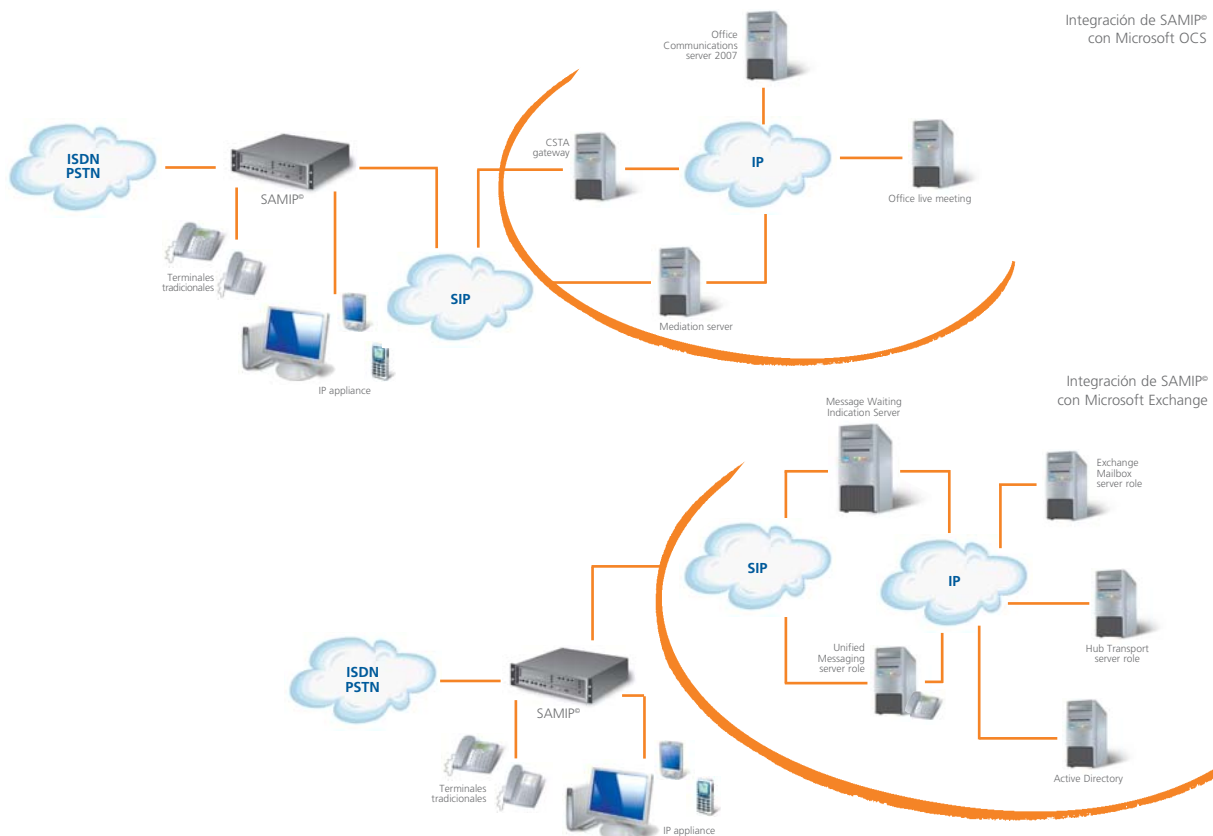 Integración de SAMIP©
con Microsoft OCS
Office
Communications
server 2007
ISDN
PSTN
SAMIP©
CSTA
gateway
IP
Office live meeting
Terminales
tradicionales
SIP
Mediation server
IP appliance
Integración de SAMIP©
con Microsoft Exchange
Message Waiting
Indication Server
Exchange
Mailbox
server role
SIP
IP
Hub Transport
server role
Unified
Messaging
server role
ISDN
PSTN
SAMIP©
Active Directory
Terminales
tradicionales
IP appliance